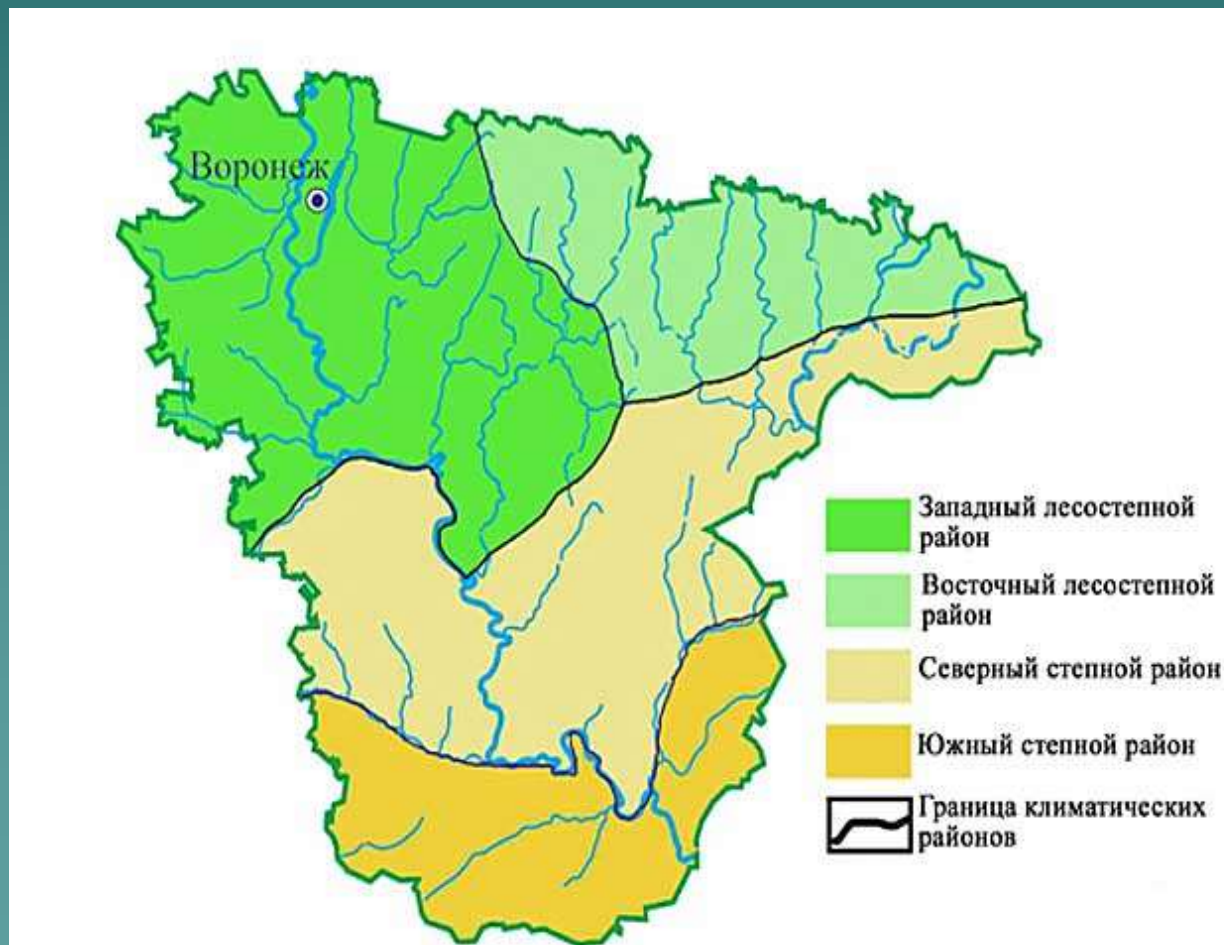 Воронеж
Западный лесостепной
район
Восточный лесостепной
район
Северный степной район
Южный степной район
Граница климатических
районов